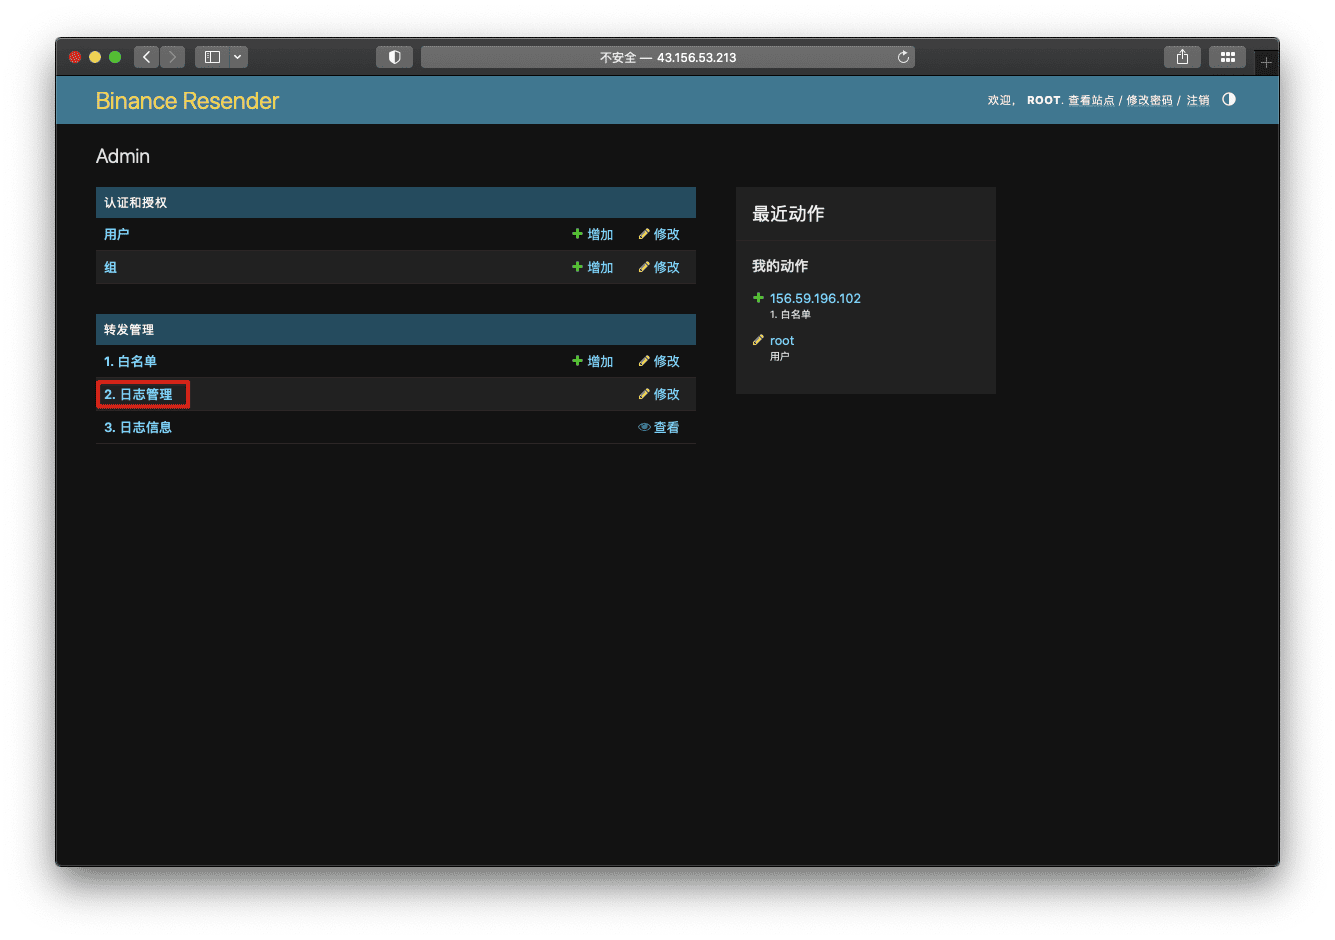 不安全 — 43.156.53.213
Binance Resender
欢迎， ROOT. 查看站点 / 修改密码 / 注销
Admin
认证和授权
用户 增加 修改
组 增加 修改
转发管理
1. 白名单 增加 修改
2. 日志管理 修改
3. 日志信息 查看
最近动作
我的动作
156.59.196.102
1. 白名单
root
用户